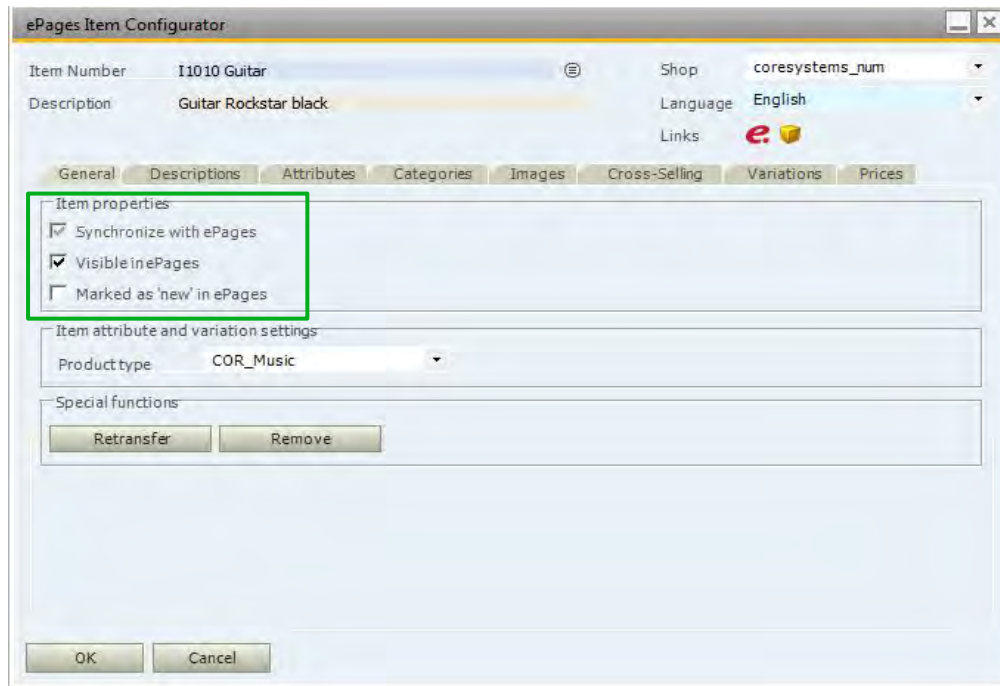 ePages Item Configurator
Item Number I1010 Guitar Shop coresystems_num
Description Guitar Rockstar black Language English
Links e.
General Descriptions Attributes Categories Images Cross-Selling Variations Prices
Item properties
Synchronize with ePages
Visible in ePages
Marked as 'new' in ePages
Item attribute and variation settings
Product type COR_Music
Special functions
Retransfer Remove
OK Cancel